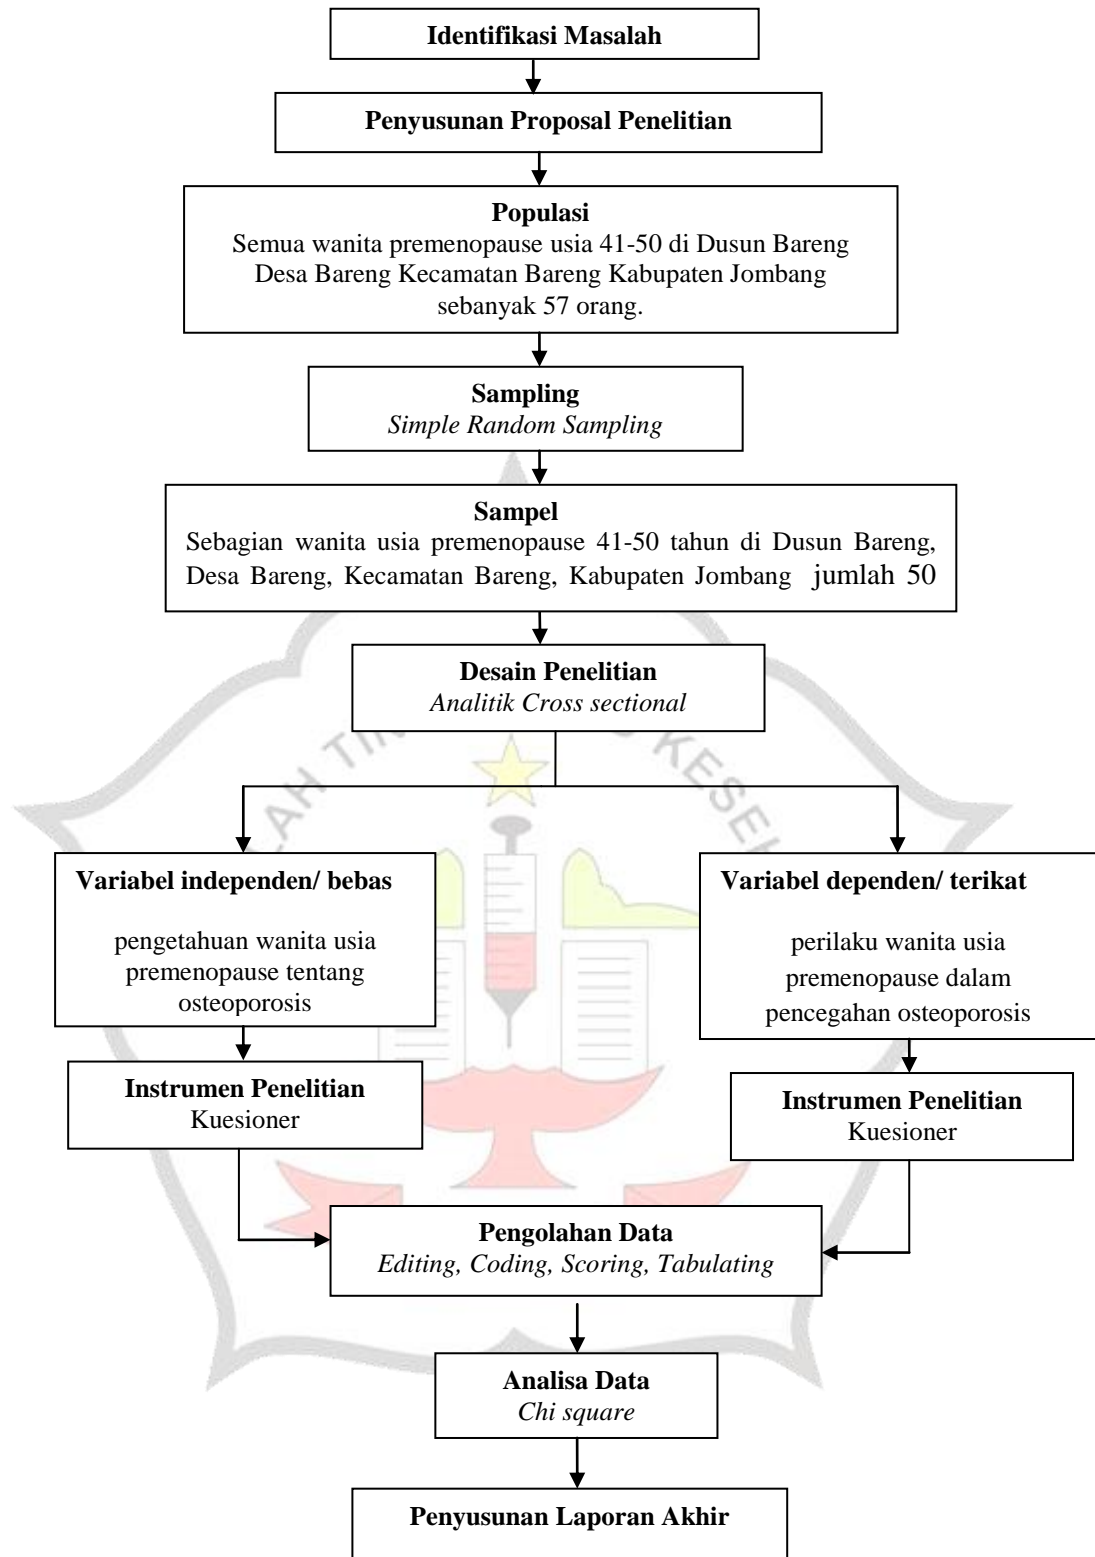 Identifikasi Masalah
Penyusunan Proposal Penelitian
Populasi
Semua wanita premenopause usia 41-50 di Dusun Bareng
Desa Bareng Kecamatan Bareng Kabupaten Jombang
sebanyak 57 orang.
Sampling
Simple Random Sampling
Sampel
Sebagian wanita usia premenopause 41-50 tahun di Dusun Bareng,
Desa Bareng, Kecamatan Bareng, Kabupaten Jombang jumlah 50
Desain Penelitian
Analitik Cross sectional
Variabel independen/ bebas
pengetahuan wanita usia
premenopause tentang
osteoporosis
Variabel dependen/ terikat
perilaku wanita usia
premenopause dalam
pencegahan osteoporosis
Instrumen Penelitian
Kuesioner
Instrumen Penelitian
Kuesioner
Pengolahan Data
Editing, Coding, Scoring, Tabulating
Analisa Data
Chi square
Penyusunan Laporan Akhir